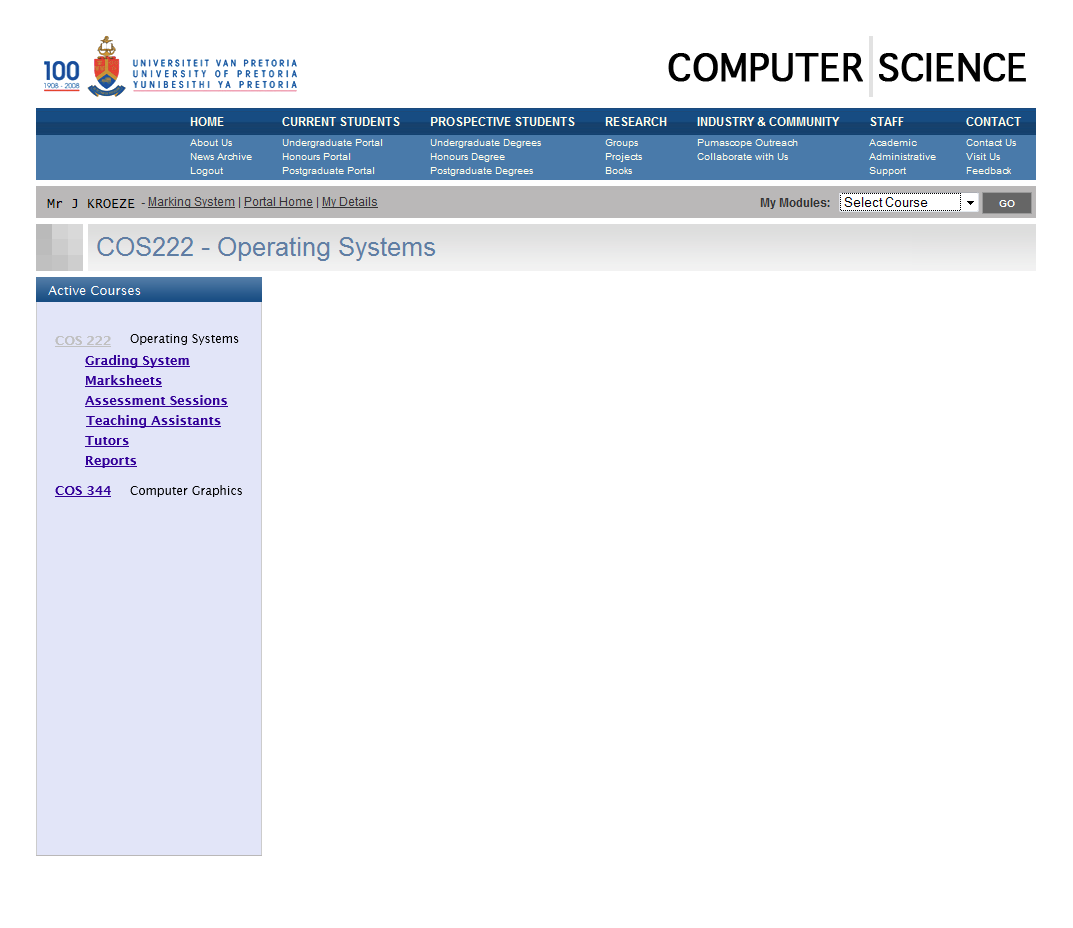 100
1908 - 2008
UNIVERSITEIT VAN PRETORIA
UNIVERSITY OF PRETORIA
YUNIBESITHI YA PRETORIA
COMPUTER SCIENCE
HOME CURRENT STUDENTS PROSPECTIVE STUDENTS RESEARCH INDUSTRY & COMMUNITY STAFF CONTACT
About Us Undergraduate Portal Undergraduate Degrees Groups Pumascope Outreach Academic Contact Us
News Archive Honours Portal Honours Degree Projects Collaborate with Us Administrative Visit Us
Logout Postgraduate Portal Postgraduate Degrees Books Support Feedback
Mr J KROEZE - Marking System | Portal Home | My Details My Modules: Select Course GO
COS222 - Operating Systems
Active Courses
COS 222 Operating Systems
Grading System
Marksheets
Assessment Sessions
Teaching Assistants
Tutors
Reports
COS 344 Computer Graphics